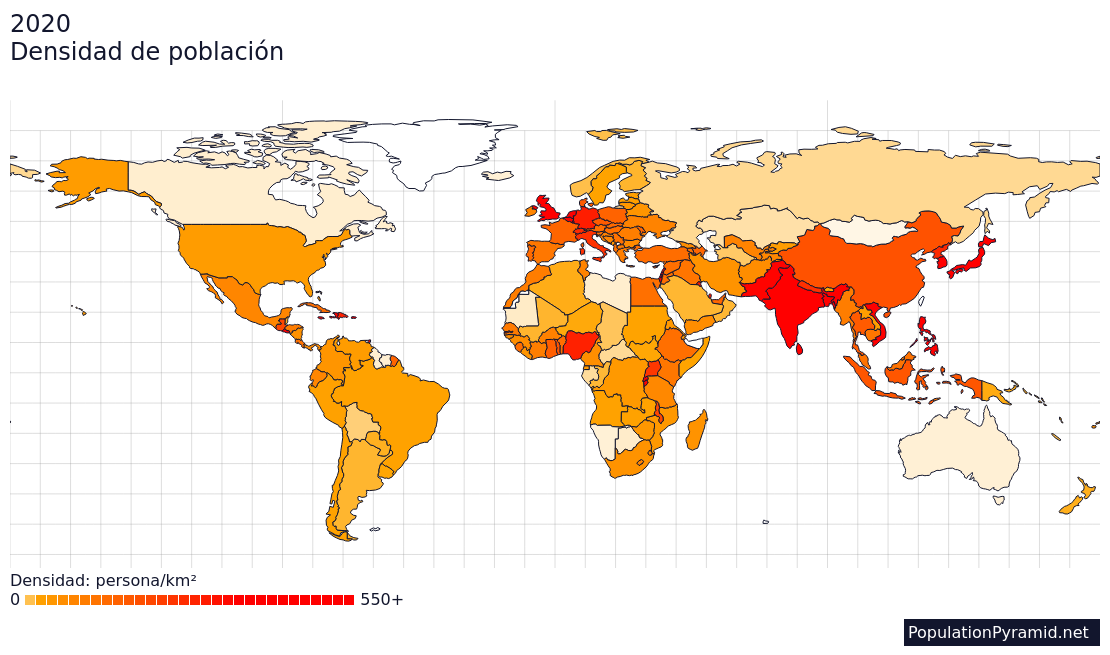 2020
Densidad de población
Densidad: persona/km²
0 550+
PopulationPyramid.net